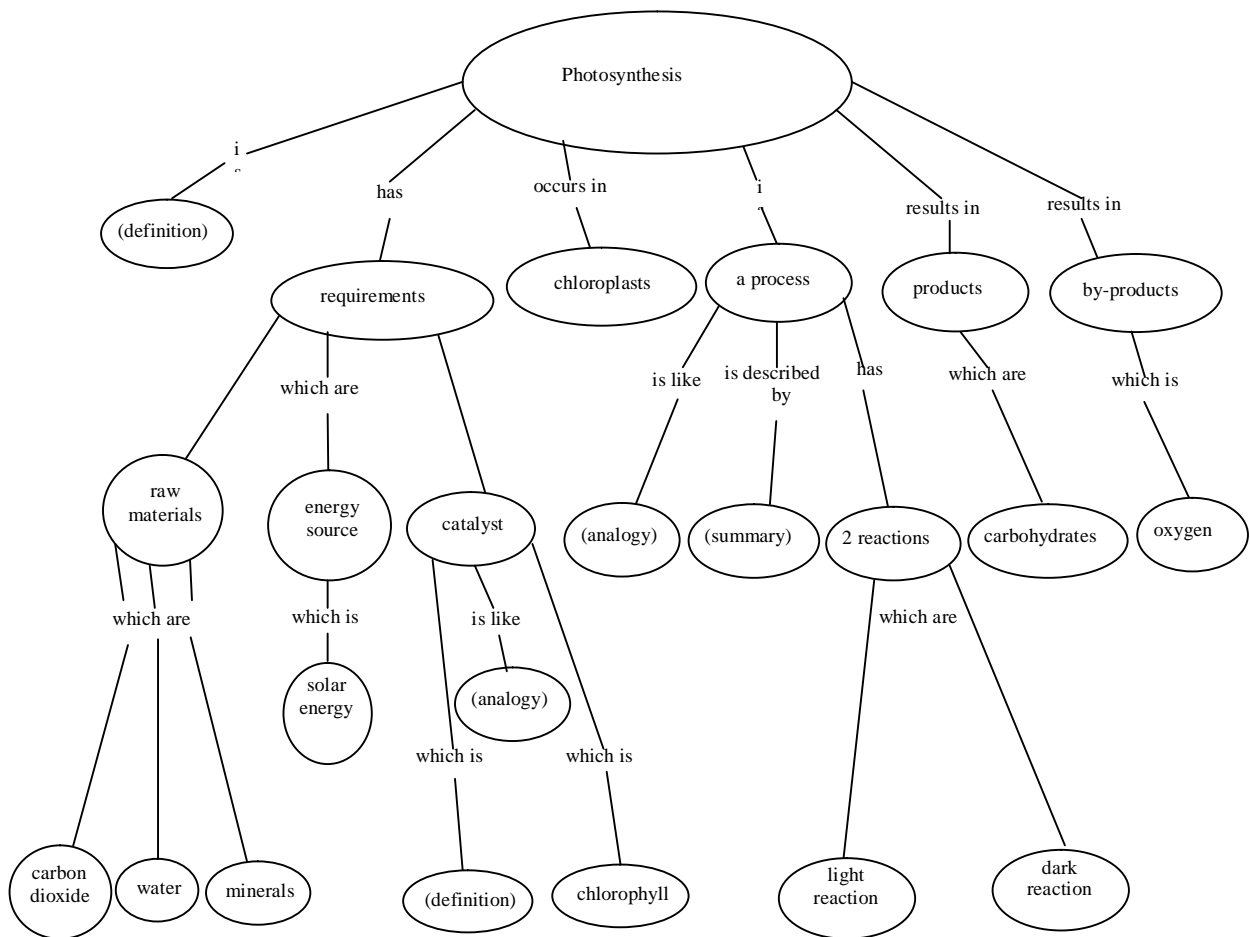 Photosynthesis
i
has
occurs in
i
results in
results in
(definition)
requirements
chloroplasts
a process
products
by-products
which are
is like
is described
by
has
which are
which is
raw
materials
energy
source
catalyst
(analogy)
(summary)
2 reactions
carbohydrates
oxygen
which are
which is
is like
which are
solar
energy
(analogy)
which is
which is
carbon
dioxide
water
minerals
(definition)
chlorophyll
light
reaction
dark
reaction